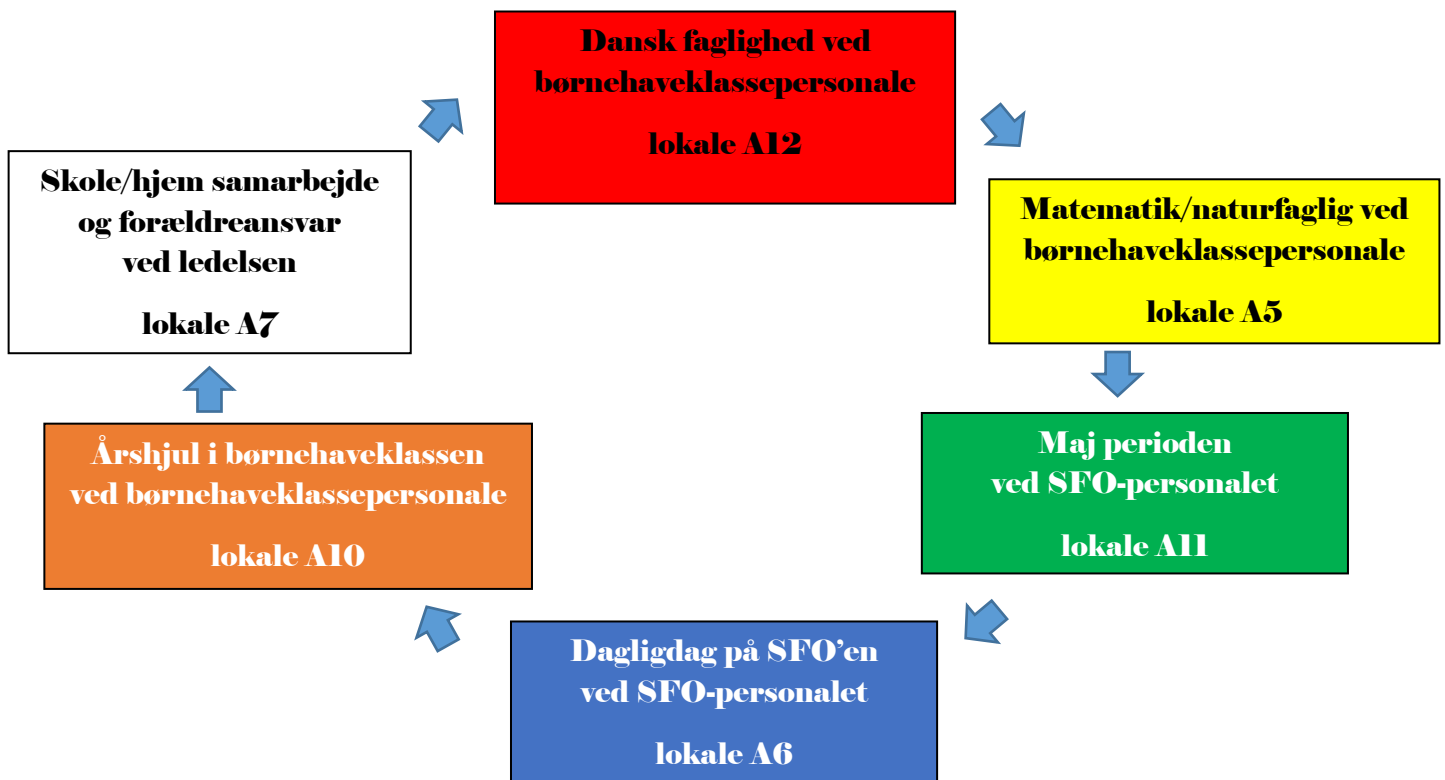 Dansk faglighed ved
børnehaveklassepersonale
lokale A12
Matematik/naturfaglig ved
børnehaveklassepersonale
lokale A5
Maj perioden
ved SFO-personalet
lokale A11
Dagligdag på SFO’en
ved SFO-personalet
lokale A6
Årshjul i børnehaveklassen
ved børnehaveklassepersonale
lokale A10
Skole/hjem samarbejde
og forældreansvar
ved ledelsen
lokale A7